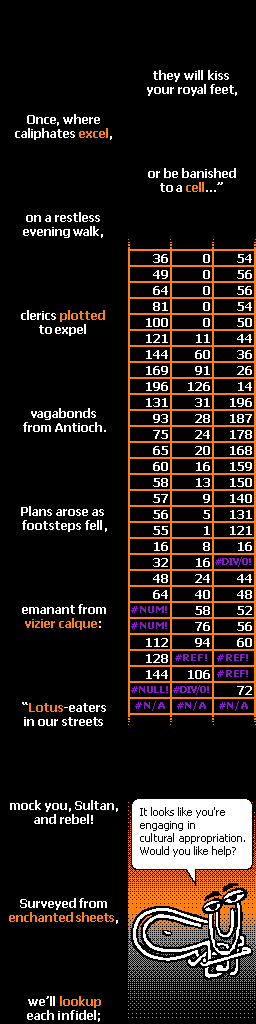 Once, where
caliphates excel,
on a restless
evening walk,
clerics plotted
to expel
vagabonds
from Antioch.
Plans arose as
footsteps fell,
emanant from
vizier calque:
“Lotus-eaters
in our streets
mock you, Sultan,
and rebel!
Surveyed from
enchanted sheets,
we’ll lookup
each infidel;
they will kiss
your royal feet,
or be banished
to a cell...”
36 0 54
49 0 56
64 0 56
81 0 54
100 0 50
121 11 44
144 60 36
169 91 26
196 126 14
131 31 196
93 28 187
75 24 178
65 20 168
60 16 159
58 13 150
57 9 140
56 5 131
55 1 121
16 8 16
32 16 #DIV/0!
48 24 44
64 40 48
#NUM! 58 52
#NUM! 76 56
112 94 60
128 #REF! #REF!
144 106 #REF!
#NULL! #DIV/0! 72
#N/A #N/A #N/A
It looks like you're
engaging in
cultural appropriation.
Would you like help?